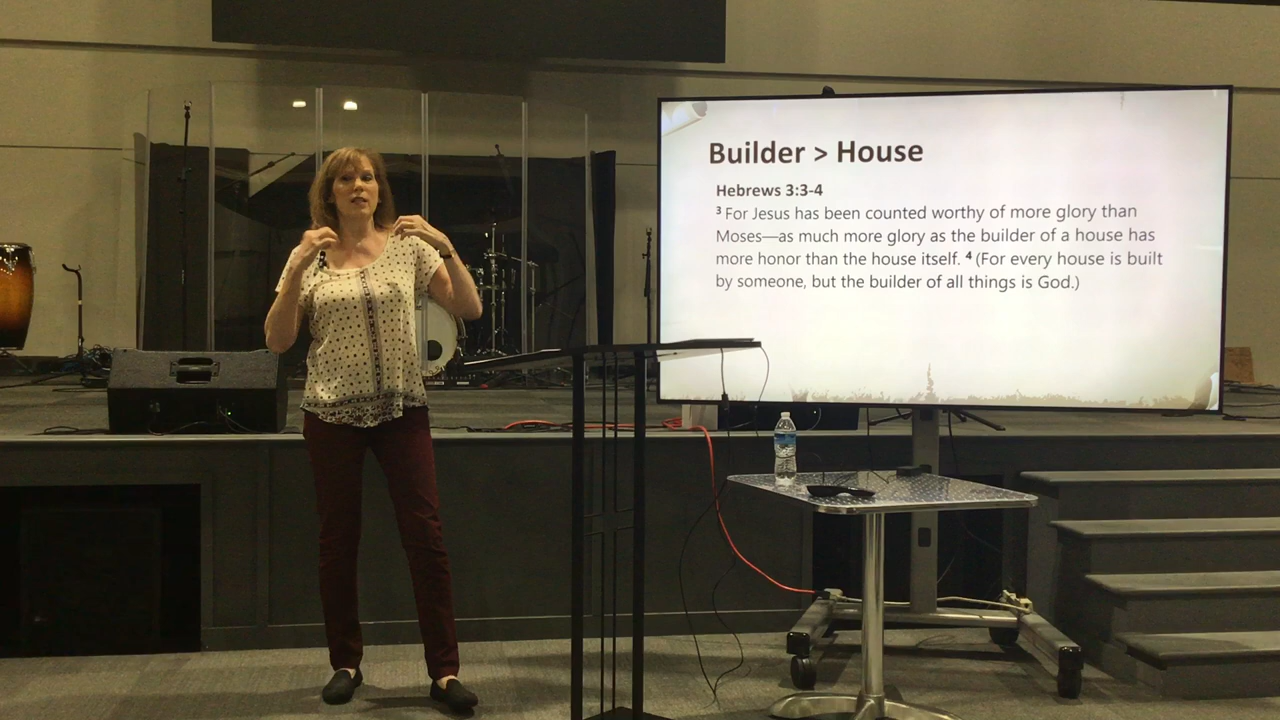 Builder > House
Hebrews 3:3-4
³ For Jesus has been counted worthy of more glory than
Moses—as much more glory as the builder of a house has
more honor than the house itself. ⁴ (For every house is built
by someone, but the builder of all things is God.)